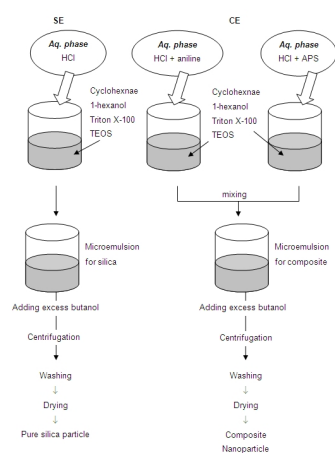 SE
CE
Aq. phase
HCl
Aq. phase
HCl + aniline
Aq. phase
HCl + APS
Cyclohexnae
1-hexanol
Triton X-100
TEOS
Cyclohexnae
1-hexanol
Triton X-100
TEOS
mixing
Microemulsion
for silica
Microemulsion
for composite
Adding excess butanol
Adding excess butanol
Centrifugation
Centrifugation
Washing
Washing
Drying
Drying
Pure silica particle
Composite
Nanoparticle